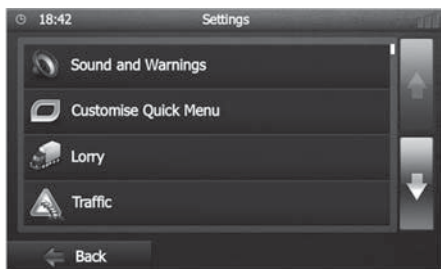 18:42 Settings
Sound and Warnings
Customise Quick Menu
Lorry
Traffic
Back